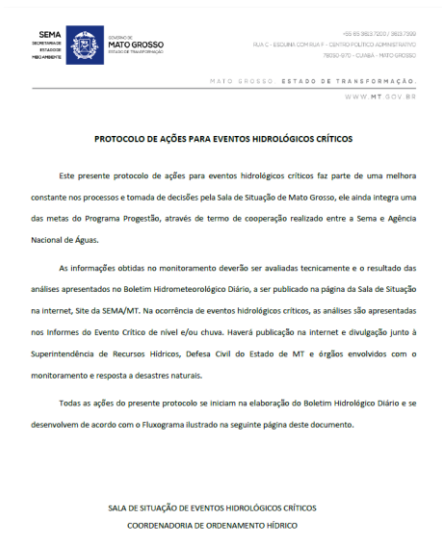 SEMA
SECRETARIA DE
ESTADO DE
MEIO AMBIENTE
GOVERNO DE
MATO GROSSO
ESTADO DE TRANSFORMAÇÃO
+55 65 3613.7200 / 3613.7399
RUA C - ESQUINA COM RUA F - CENTRO POLÍTICO ADMINISTRATIVO
78050-970 - CUIABÁ - MATO GROSSO
MATO GROSSO. ESTADO DE TRANSFORMAÇÃO.
WWW.MT.GOV.BR
PROTOCOLO DE AÇÕES PARA EVENTOS HIDROLÓGICOS CRÍTICOS
Este presente protocolo de ações para eventos hidrológicos críticos faz parte de uma melhora
constante nos processos e tomada de decisões pela Sala de Situação de Mato Grosso, ele ainda integra uma
das metas do Programa Progestão, através de termo de cooperação realizado entre a Sema e Agência
Nacional de Águas.
As informações obtidas no monitoramento deverão ser avaliadas tecnicamente e o resultado das
análises apresentados no Boletim Hidrometeorológico Diário, a ser publicado na página da Sala de Situação
na internet, Site da SEMA/MT. Na ocorrência de eventos hidrológicos críticos, as análises são apresentadas
nos Informes do Evento Crítico de nível e/ou chuva. Haverá publicação na internet e divulgação junto à
Superintendência de Recursos Hídricos, Defesa Civil do Estado de MT e órgãos envolvidos com o
monitoramento e resposta a desastres naturais.
Todas as ações do presente protocolo se iniciam na elaboração do Boletim Hidrológico Diário e se
desenvolvem de acordo com o Fluxograma ilustrado na seguinte página deste documento.
SALA DE SITUAÇÃO DE EVENTOS HIDROLÓGICOS CRÍTICOS
COORDENADORIA DE ORDENAMENTO HÍDRICO